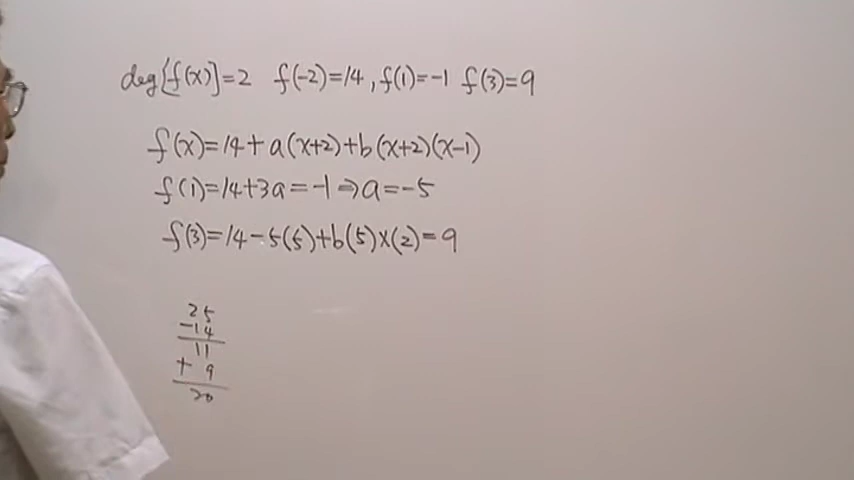 deg[f(x)]=2 f(-2)=14, f(1)=-1 f(3)=9
f(x)=14+a(x+2)+b(x+2)(x-1)
f(1)=14+3a=-1⇒a=-5
f(3)=14-5(5)+b(5)×(2)=9
25
-14
11
+ 9
20